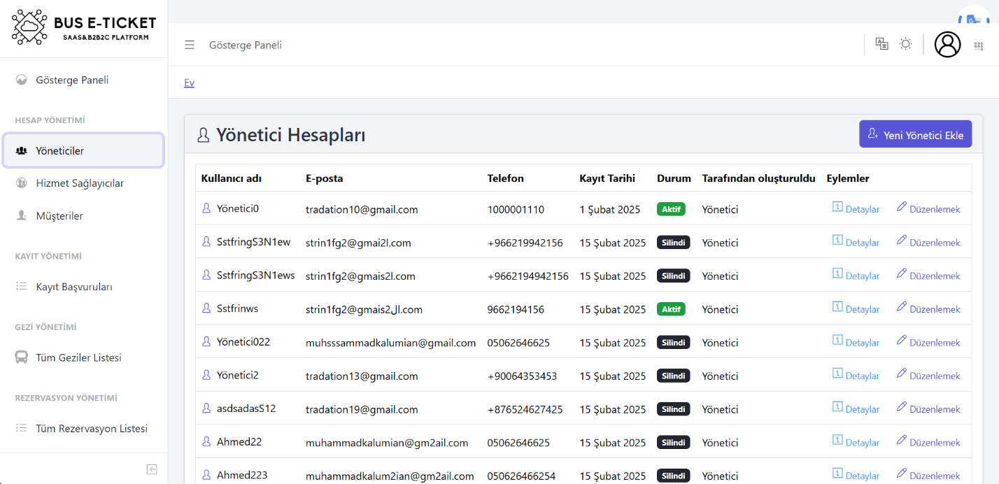 BUS E-TICKET
SAAS&B2B2C PLATFORM
Gösterge Paneli
Ev
Gösterge Paneli
HESAP YÖNETİMİ
Yöneticiler
Hizmet Sağlayıcılar
Müşteriler
KAYIT YÖNETİMİ
Kayıt Başvuruları
GEZİ YÖNETİMİ
Tüm Geziler Listesi
REZERVASYON YÖNETİMİ
Tüm Rezervasyon Listesi
Yönetici Hesapları
Yeni Yönetici Ekle
Kullanıcı adı E-posta Telefon Kayıt Tarihi Durum Tarafından oluşturuldu Eylemler
Yönetici0 tradation10@gmail.com 1000001110 1 Şubat 2025 Aktif Yönetici Detaylar Düzenlemek
SstfringS3N1ew strin1fg2@gmai2l.com +966219942156 15 Şubat 2025 Silindi Yönetici Detaylar Düzenlemek
SstfringS3N1ews strin1fg2@gmais2l.com +9662194942156 15 Şubat 2025 Silindi Yönetici Detaylar Düzenlemek
Sstfrinws strin1fg2@gmais2ال.com 9662194156 15 Şubat 2025 Aktif Yönetici Detaylar Düzenlemek
Yönetici022 muhsssammadkalumian@gmail.com 05062646625 15 Şubat 2025 Silindi Yönetici Detaylar Düzenlemek
Yönetici2 tradation13@gmail.com +90064353453 15 Şubat 2025 Silindi Yönetici Detaylar Düzenlemek
asdsadasS12 tradation19@gmail.com +876524627425 15 Şubat 2025 Silindi Yönetici Detaylar Düzenlemek
Ahmed22 muhammadkalumian@gm2ail.com 05062646625 15 Şubat 2025 Silindi Yönetici Detaylar Düzenlemek
Ahmed223 muhammadkalum2ian@gm2ail.com 050626466254 15 Şubat 2025 Silindi Yönetici Detaylar Düzenlemek